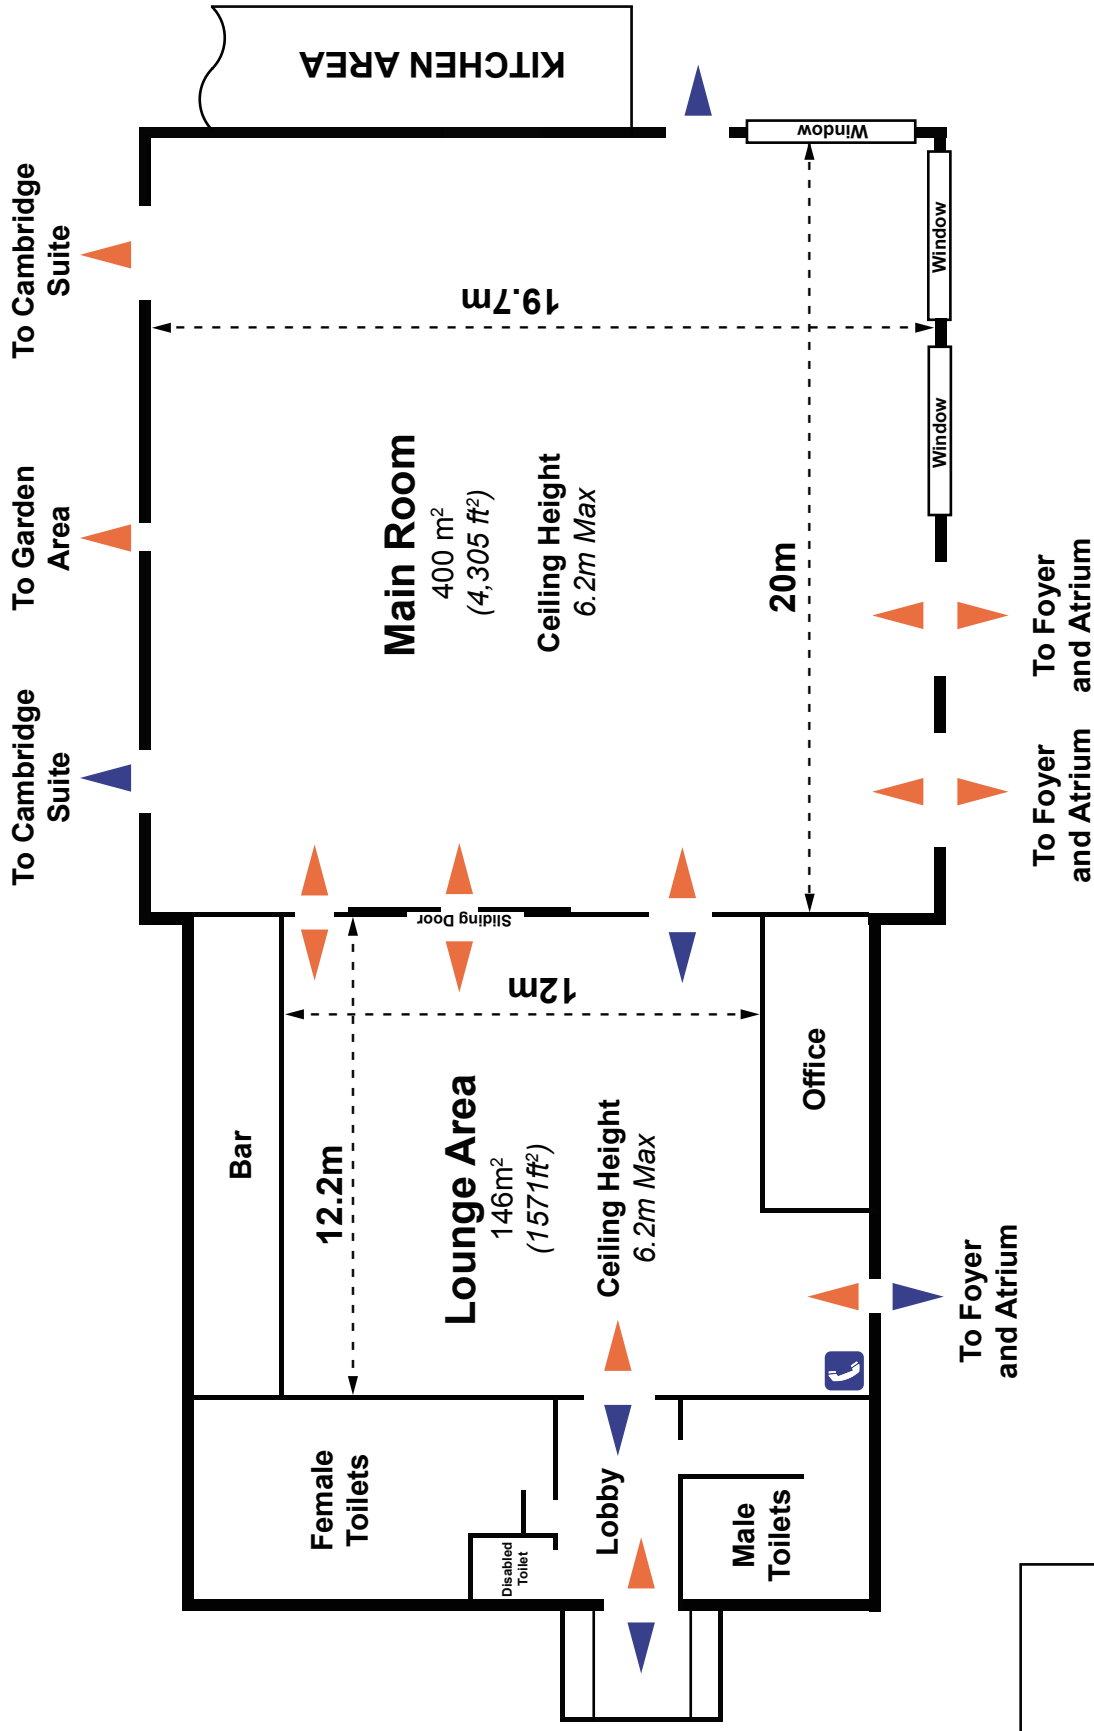 To Cambridge
Suite
To Garden
Area
To Cambridge
Suite
KITCHEN AREA
Window
Window
Window
19.7m
20m
Main Room
400 m²
(4,305 ft²)
Ceiling Height
6.2m Max
To Foyer
and Atrium
To Foyer
and Atrium
Sliding Door
12m
12.2m
Bar
Office
Lounge Area
146m²
(1571ft²)
Ceiling Height
6.2m Max
To Foyer
and Atrium
Female
Toilets
Disabled
Toilet
Lobby
Male
Toilets